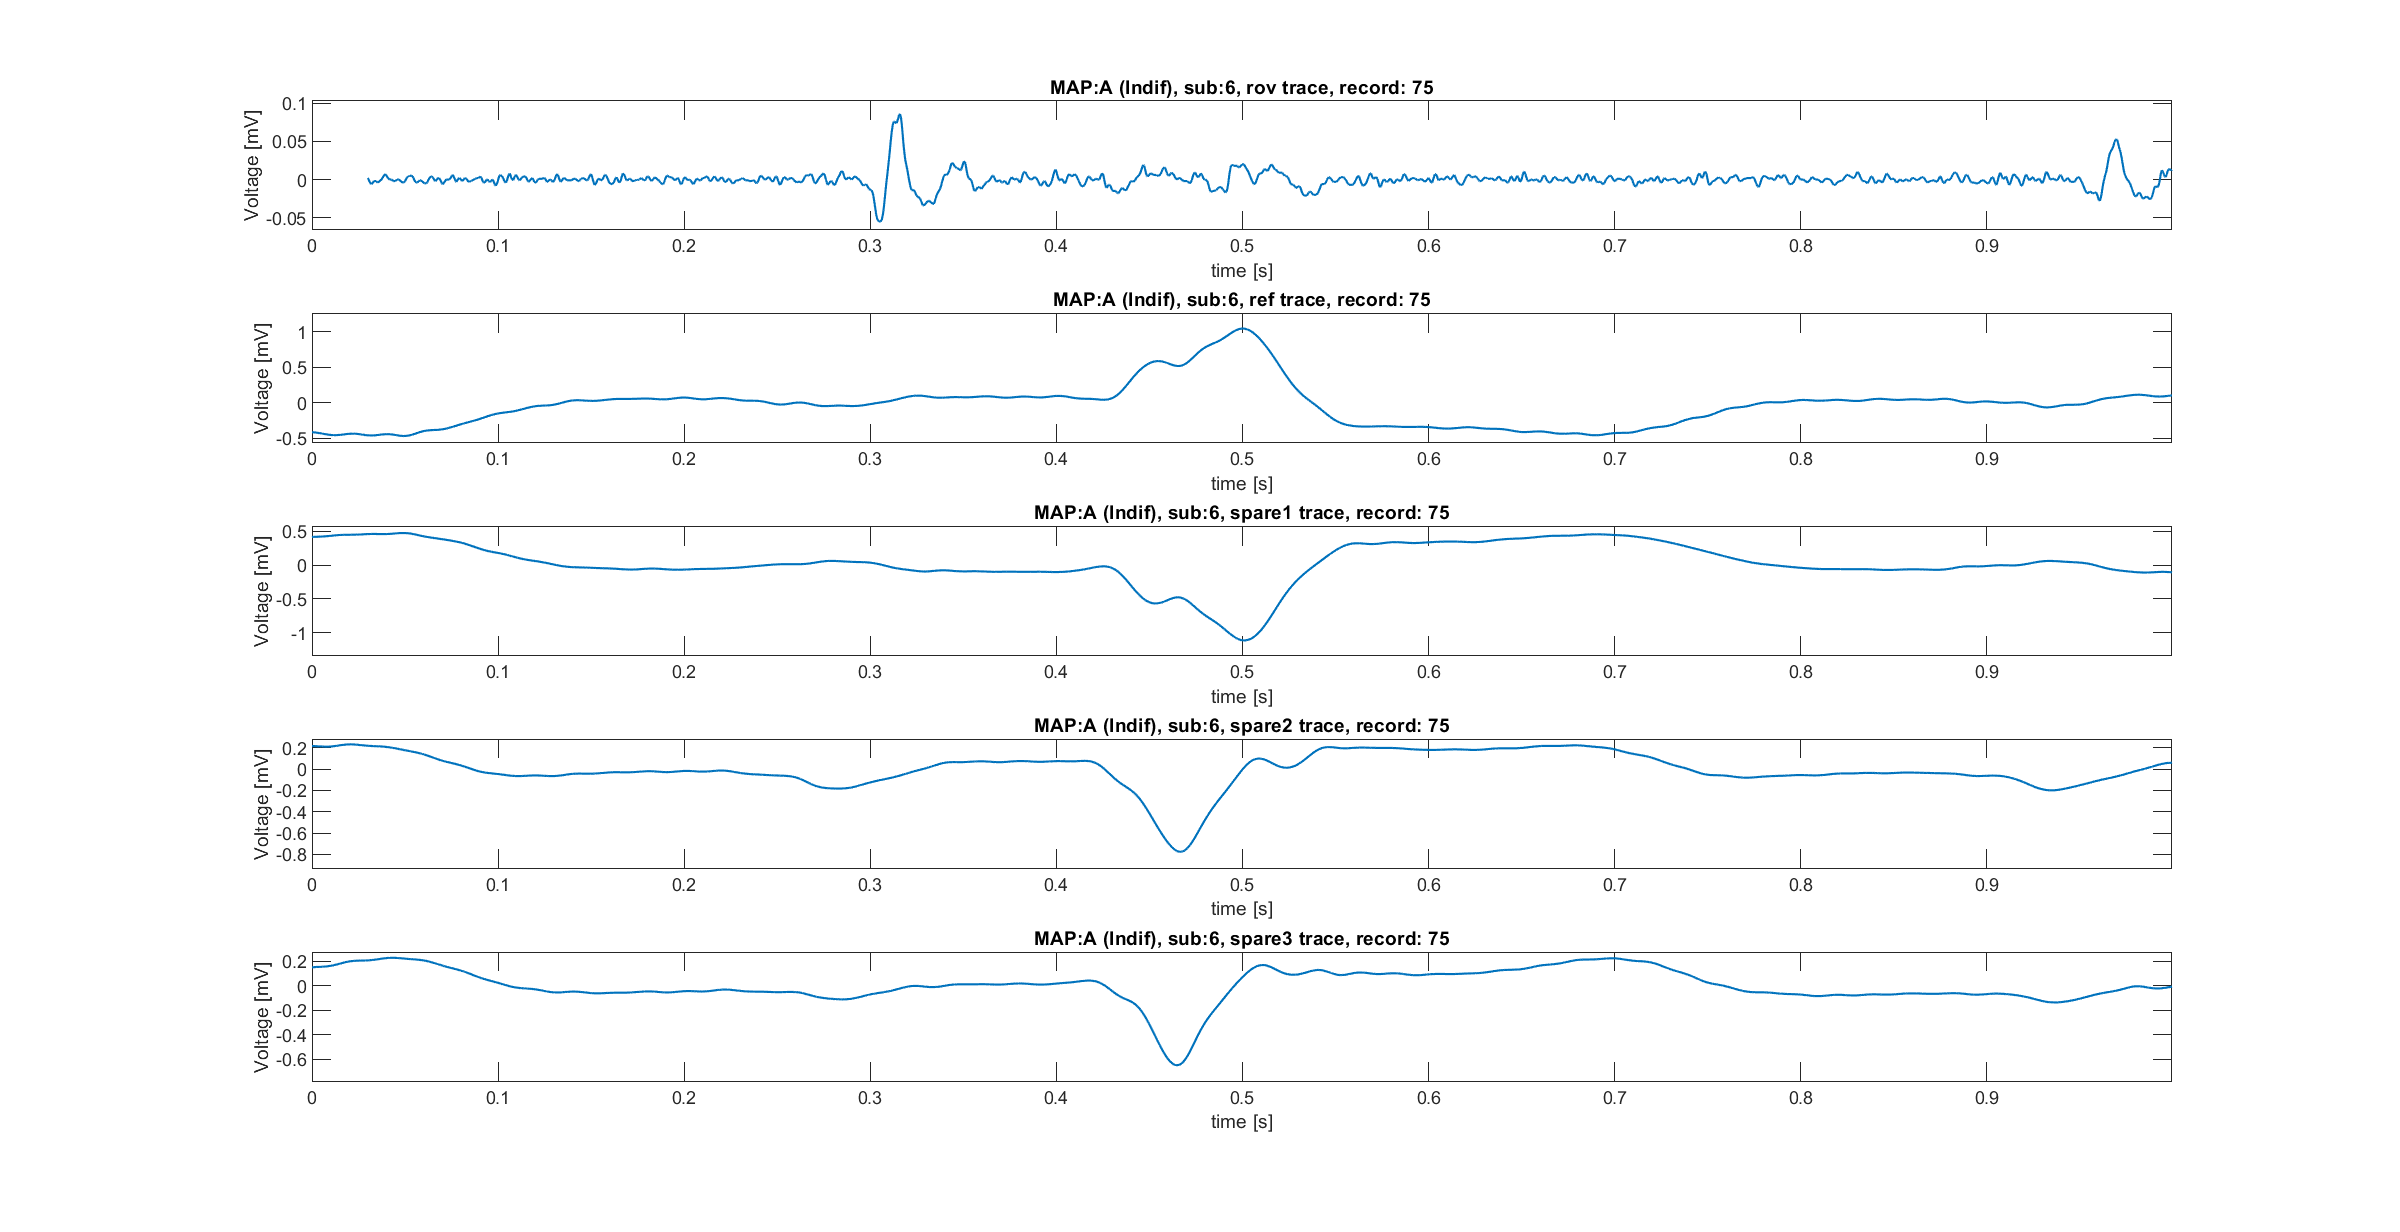 MAP:A (Indif), sub:6, rov trace, record: 75
Voltage [mV]
0.1
0.05
0
-0.05
0 0.1 0.2 0.3 0.4 0.5 0.6 0.7 0.8 0.9
time [s]
MAP:A (Indif), sub:6, ref trace, record: 75
Voltage [mV]
1
0.5
0
-0.5
0 0.1 0.2 0.3 0.4 0.5 0.6 0.7 0.8 0.9
time [s]
MAP:A (Indif), sub:6, spare1 trace, record: 75
Voltage [mV]
0.5
0
-0.5
-1
0 0.1 0.2 0.3 0.4 0.5 0.6 0.7 0.8 0.9
time [s]
MAP:A (Indif), sub:6, spare2 trace, record: 75
Voltage [mV]
0.2
0
-0.2
-0.4
-0.6
-0.8
0 0.1 0.2 0.3 0.4 0.5 0.6 0.7 0.8 0.9
time [s]
MAP:A (Indif), sub:6, spare3 trace, record: 75
Voltage [mV]
0.2
0
-0.2
-0.4
-0.6
0 0.1 0.2 0.3 0.4 0.5 0.6 0.7 0.8 0.9
time [s]